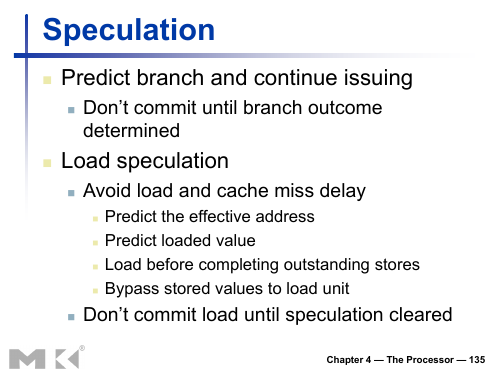 Speculation
Predict branch and continue issuing
Don't commit until branch outcome
determined
Load speculation
Avoid load and cache miss delay
Predict the effective address
Predict loaded value
Load before completing outstanding stores
Bypass stored values to load unit
Don't commit load until speculation cleared
MK®
Chapter 4 — The Processor — 135